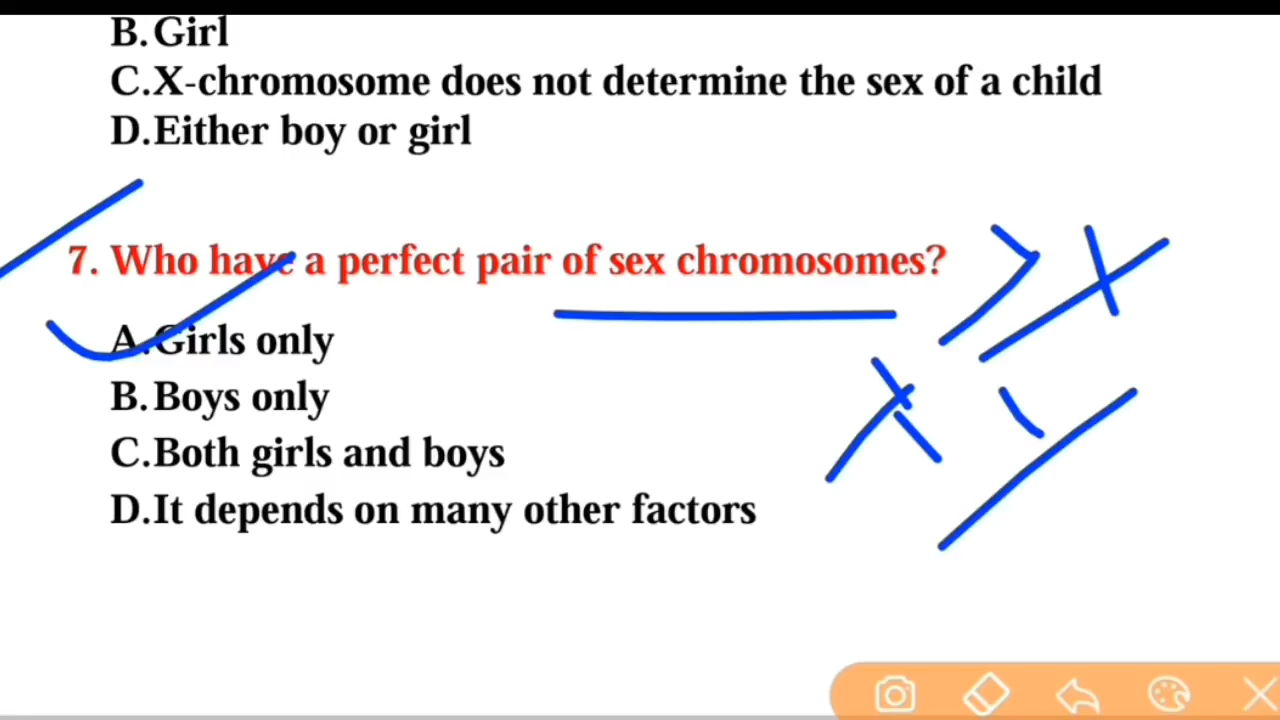 B.Girl
C.X-chromosome does not determine the sex of a child
D.Either boy or girl
7. Who have a perfect pair of sex chromosomes?
A.Girls only
B.Boys only
C.Both girls and boys
D.It depends on many other factors
X X
X Y